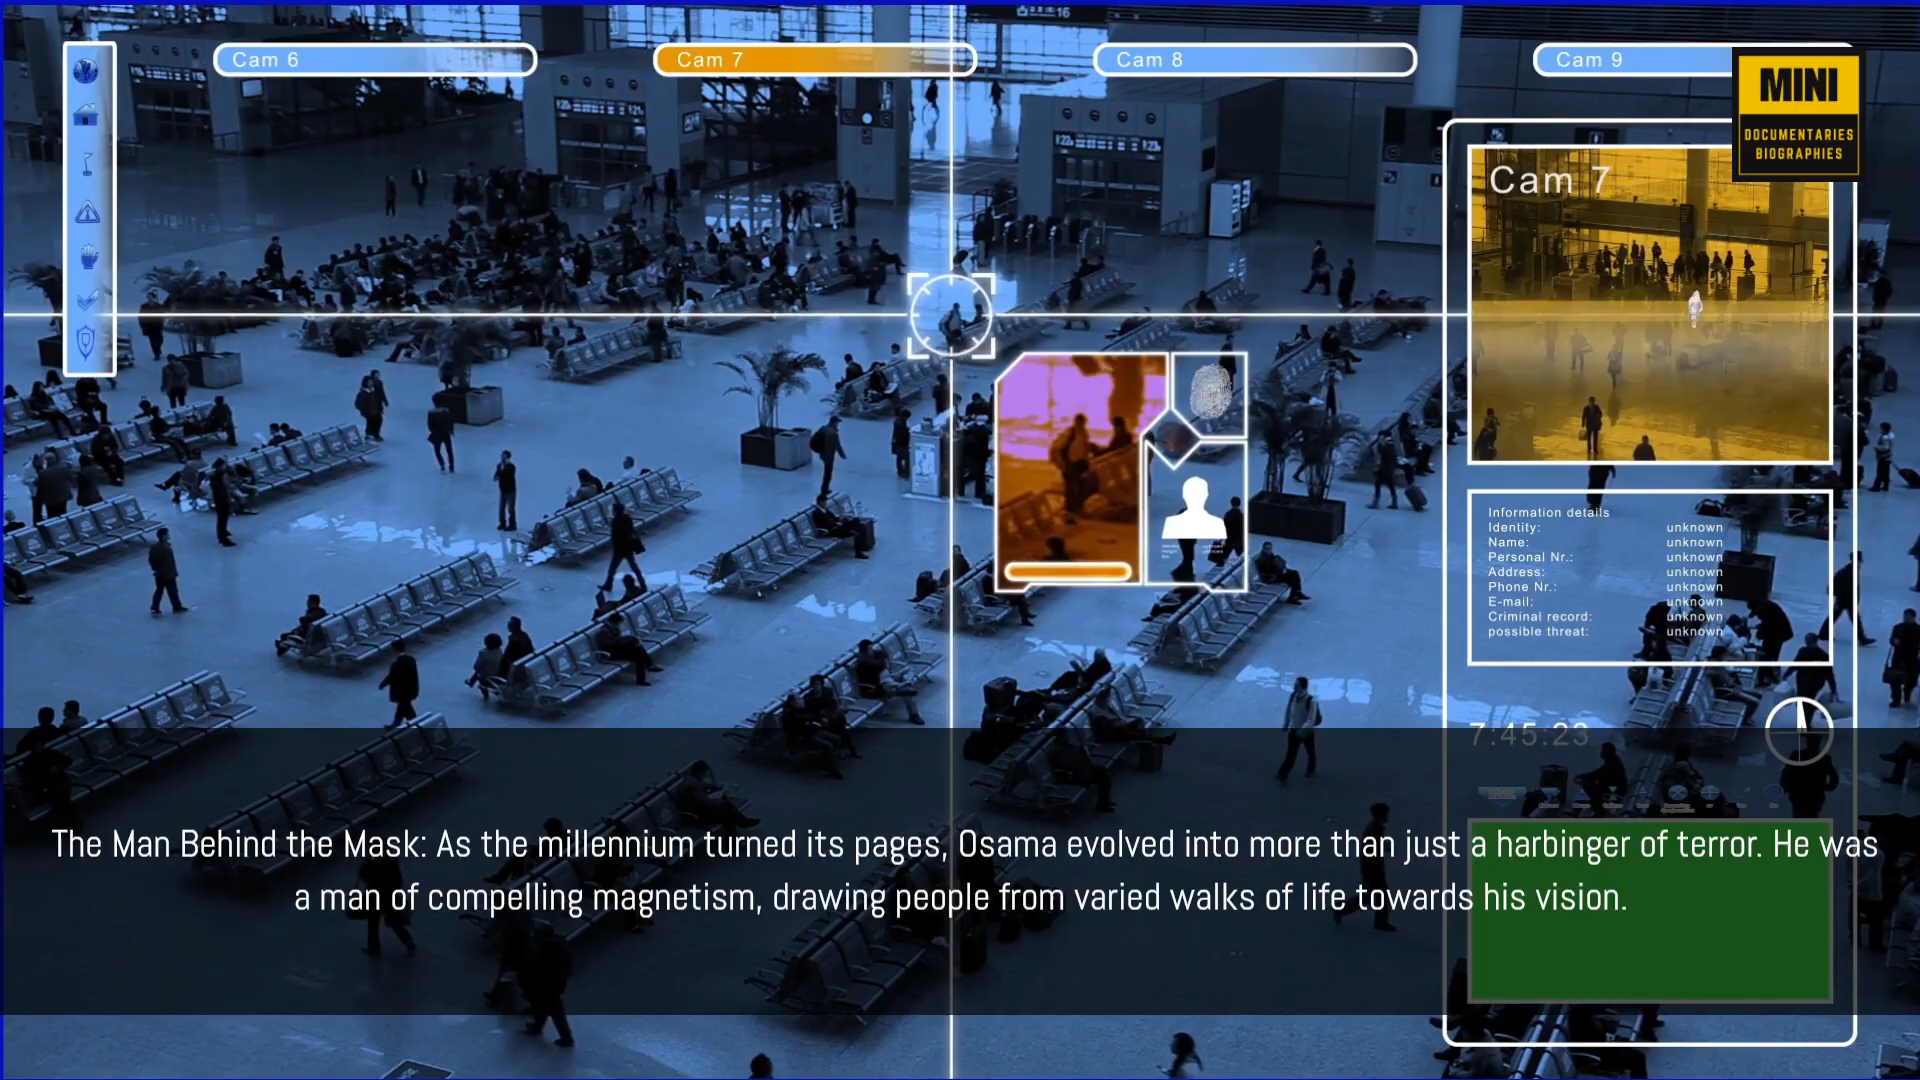 Cam 6
Cam 7
Cam 8
Cam 9
MINI
DOCUMENTARIES
BIOGRAPHIES
Cam 7
Information details
Identity: unknown
Name: unknown
Personal Nr.: unknown
Address: unknown
Phone Nr.: unknown
E-mail: unknown
Criminal record: unknown
possible threat: unknown
7:45:23
The Man Behind the Mask: As the millennium turned its pages, Osama evolved into more than just a harbinger of terror. He was
a man of compelling magnetism, drawing people from varied walks of life towards his vision.